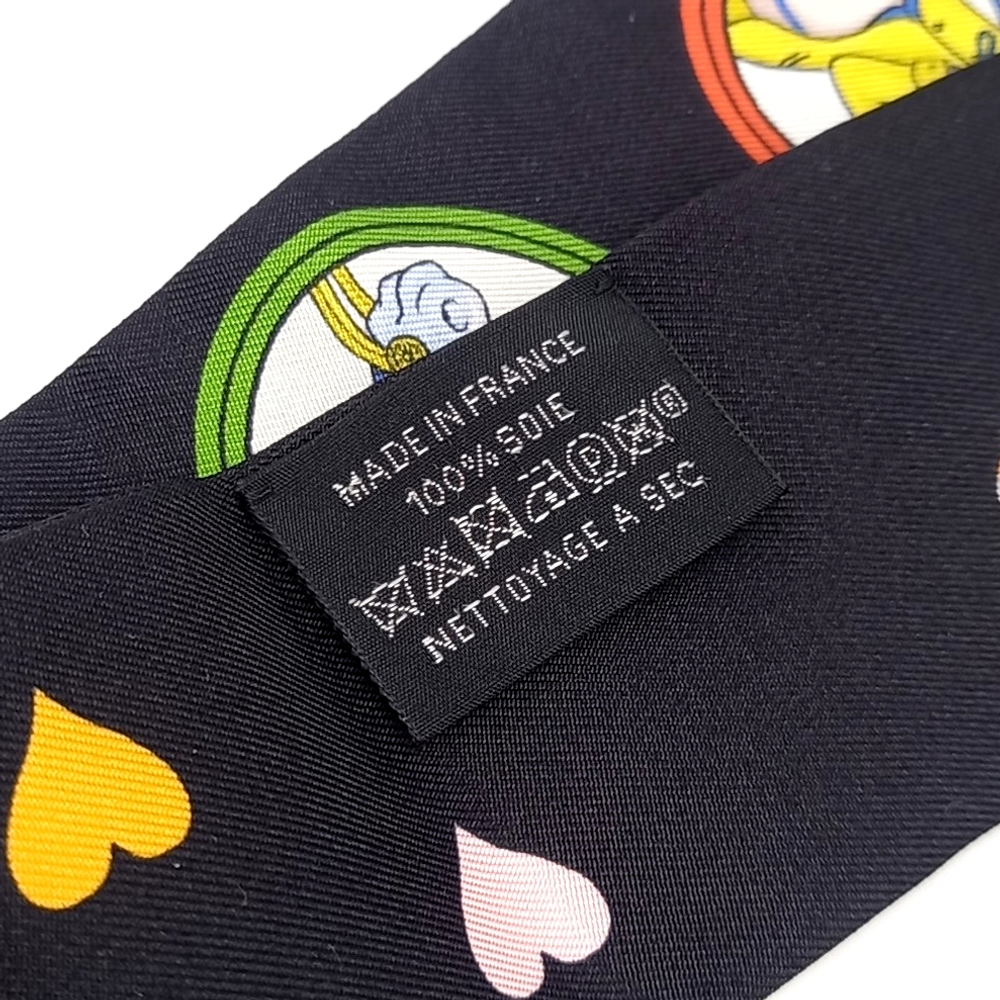 MADE IN FRANCE
100% SOIE
P
NETTOYAGE A SEC